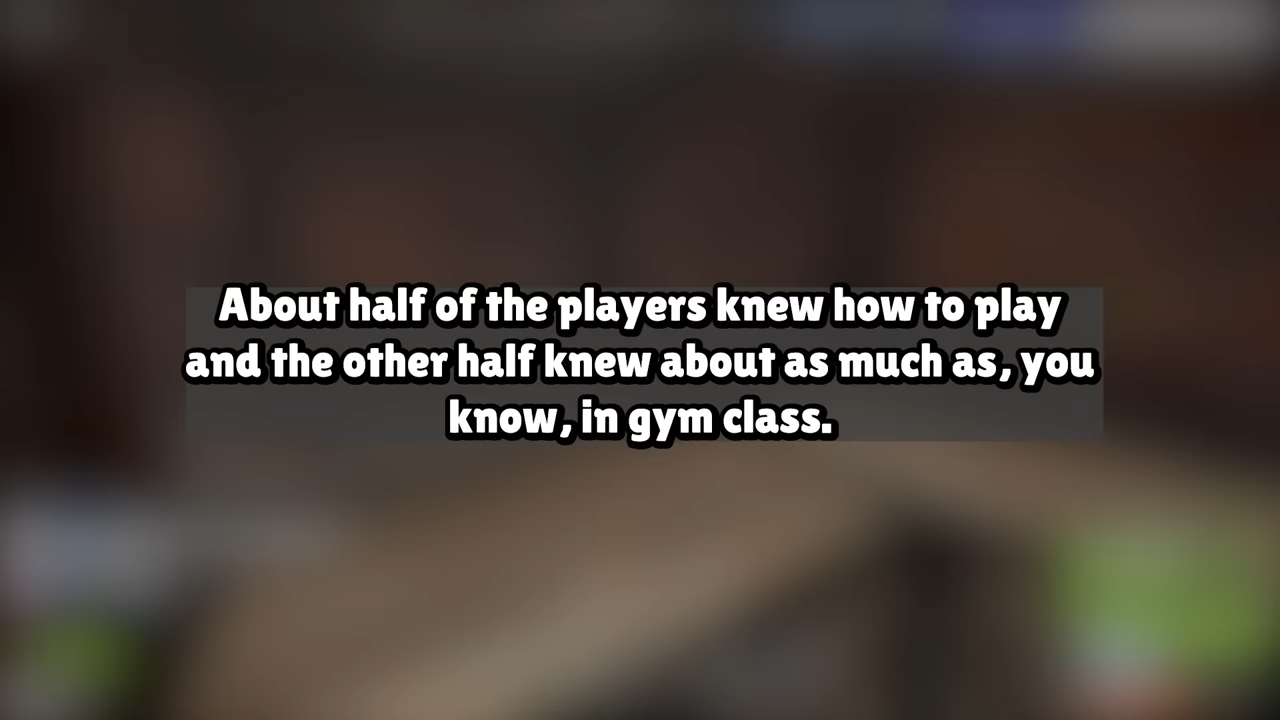 About half of the players knew how to play
and the other half knew about as much as, you
know, in gym class.